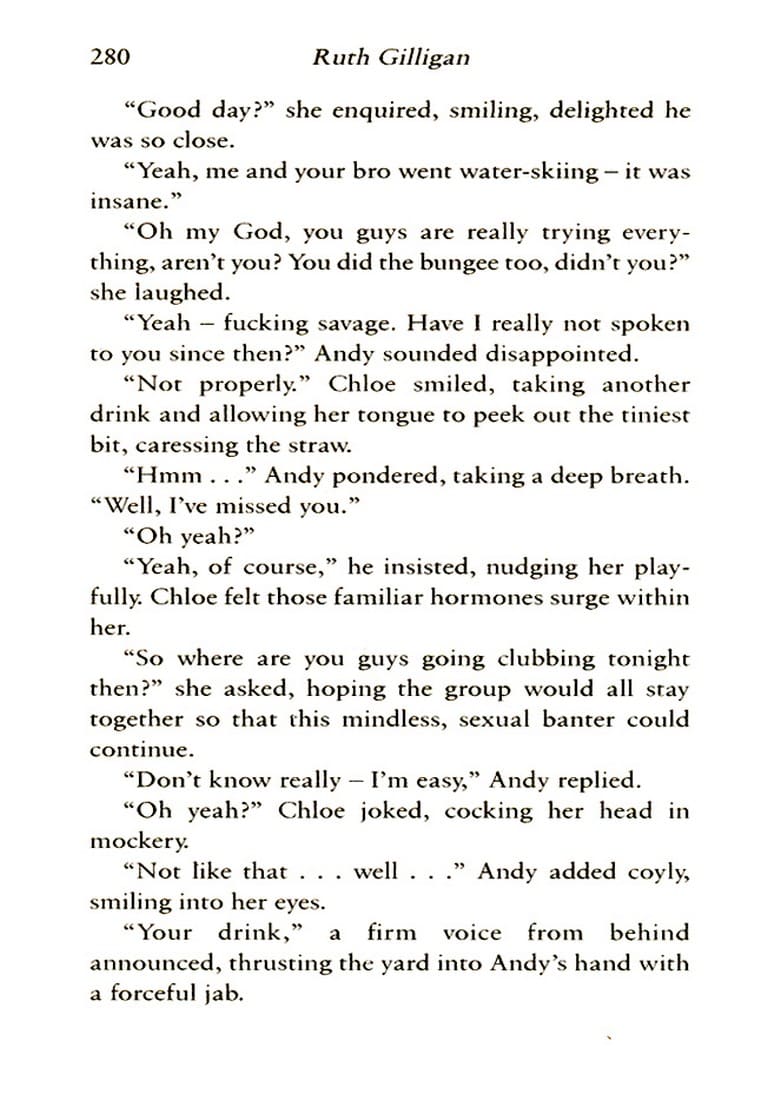 280 Ruth Gilligan
“Good day?” she enquired, smiling, delighted he
was so close.
“Yeah, me and your bro went water-skiing – it was
insane.”
“Oh my God, you guys are really trying every-
thing, aren’t you? You did the bungee too, didn’t you?”
she laughed.
“Yeah – fucking savage. Have I really not spoken
to you since then?” Andy sounded disappointed.
“Not properly.” Chloe smiled, taking another
drink and allowing her tongue to peek out the tiniest
bit, caressing the straw.
“Hmm . . .” Andy pondered, taking a deep breath.
“Well, I’ve missed you.”
“Oh yeah?”
“Yeah, of course,” he insisted, nudging her play-
fully. Chloe felt those familiar hormones surge within
her.
“So where are you guys going clubbing tonight
then?” she asked, hoping the group would all stay
together so that this mindless, sexual banter could
continue.
“Don’t know really – I’m easy,” Andy replied.
“Oh yeah?” Chloe joked, cocking her head in
mockery.
“Not like that . . . well . . .” Andy added coyly,
smiling into her eyes.
“Your drink,” a firm voice from behind
announced, thrusting the yard into Andy’s hand with
a forceful jab.